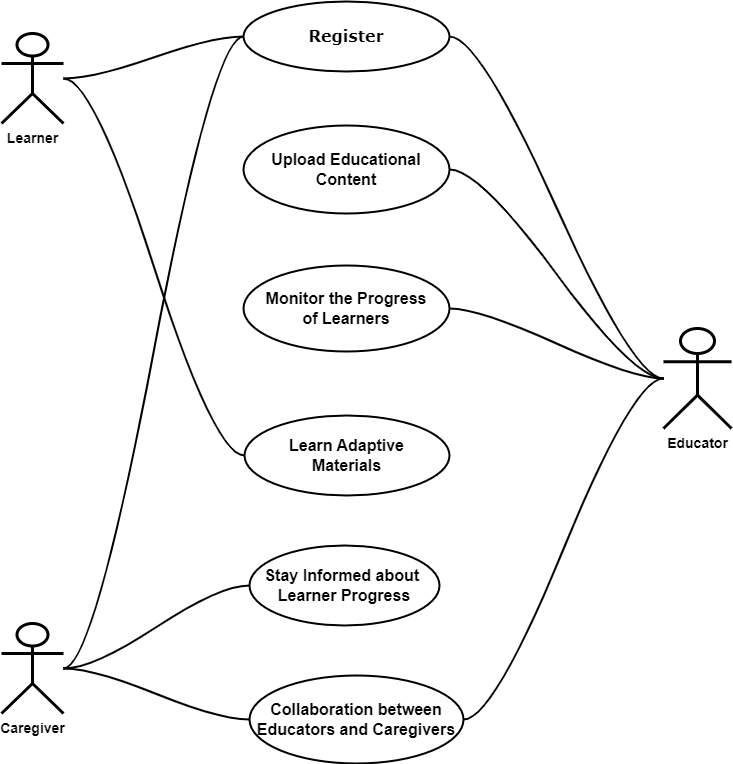 Register
Learner
Upload Educational
Content
Monitor the Progress
of Learners
Educator
Learn Adaptive
Materials
Stay Informed about
Learner Progress
Caregiver
Collaboration between
Educators and Caregivers